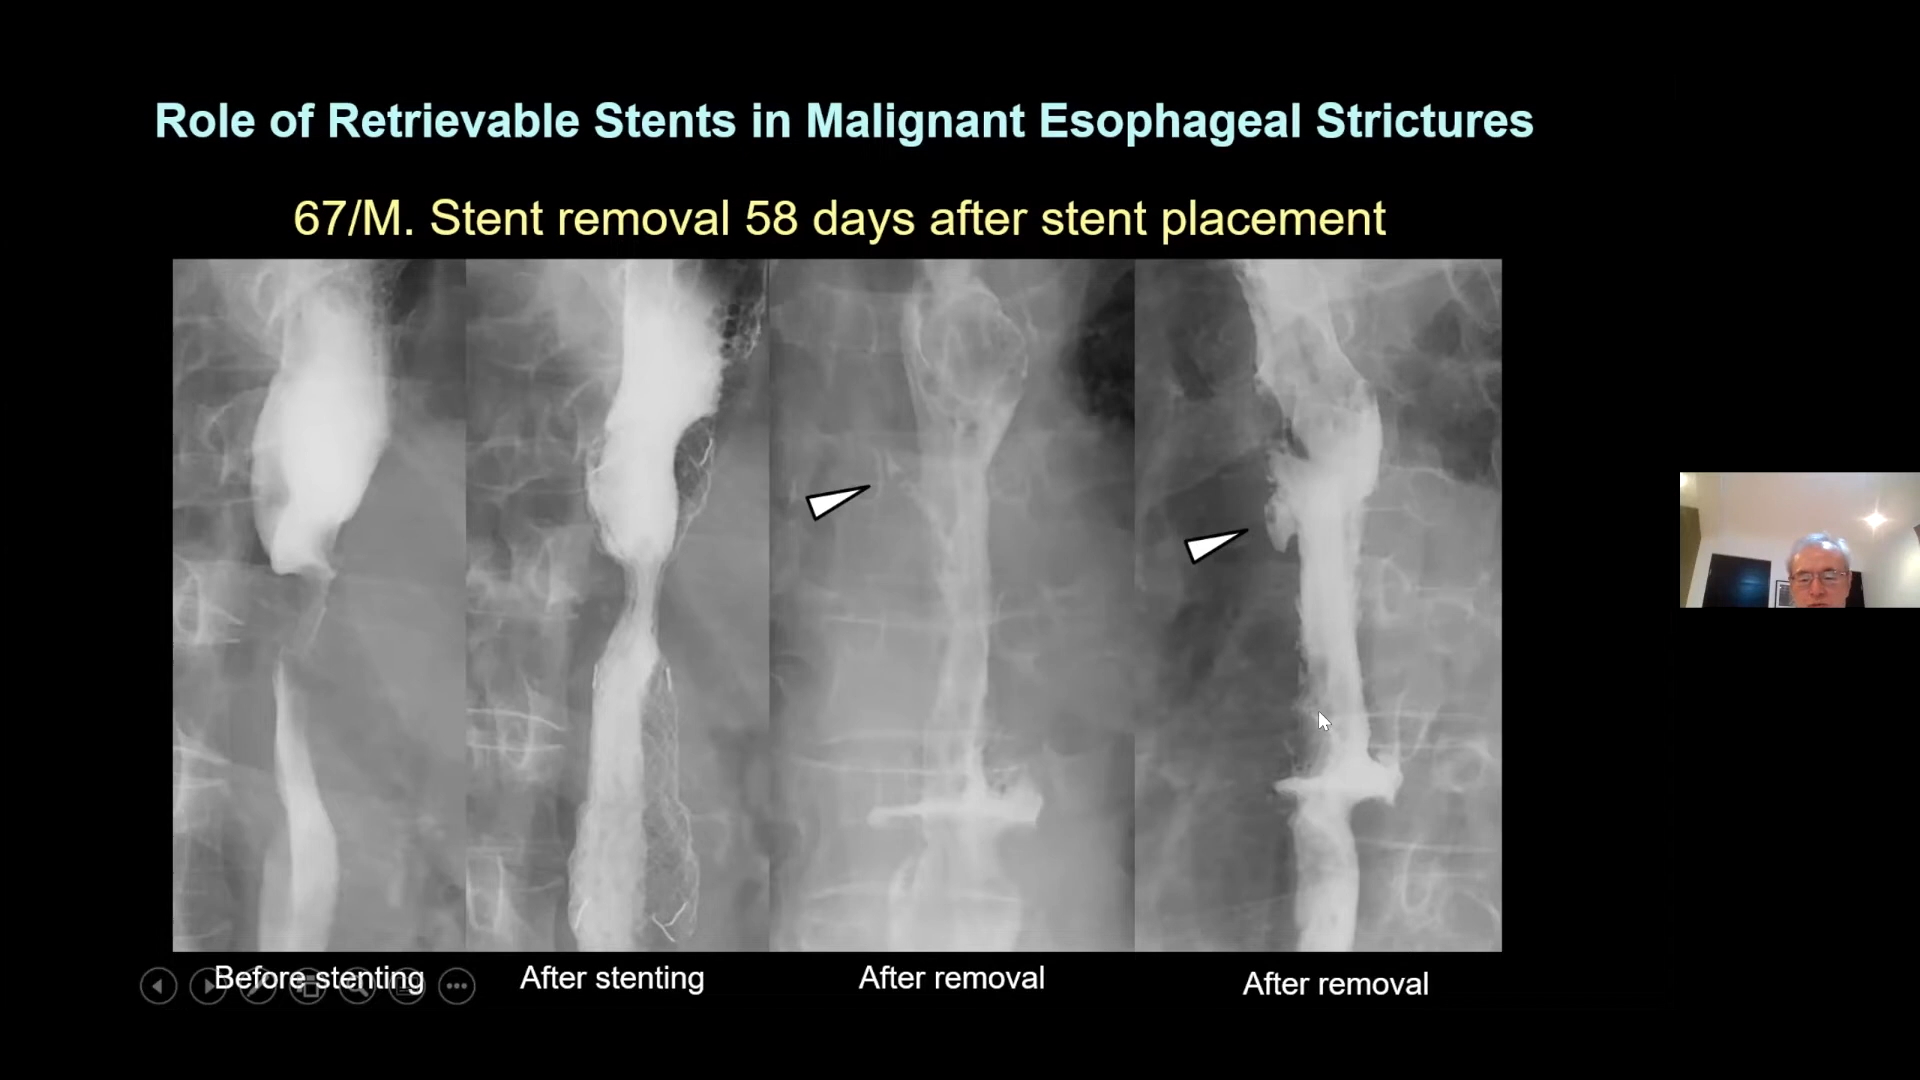 Role of Retrievable Stents in Malignant Esophageal Strictures
67/M. Stent removal 58 days after stent placement
Before stenting
After stenting
After removal
After removal